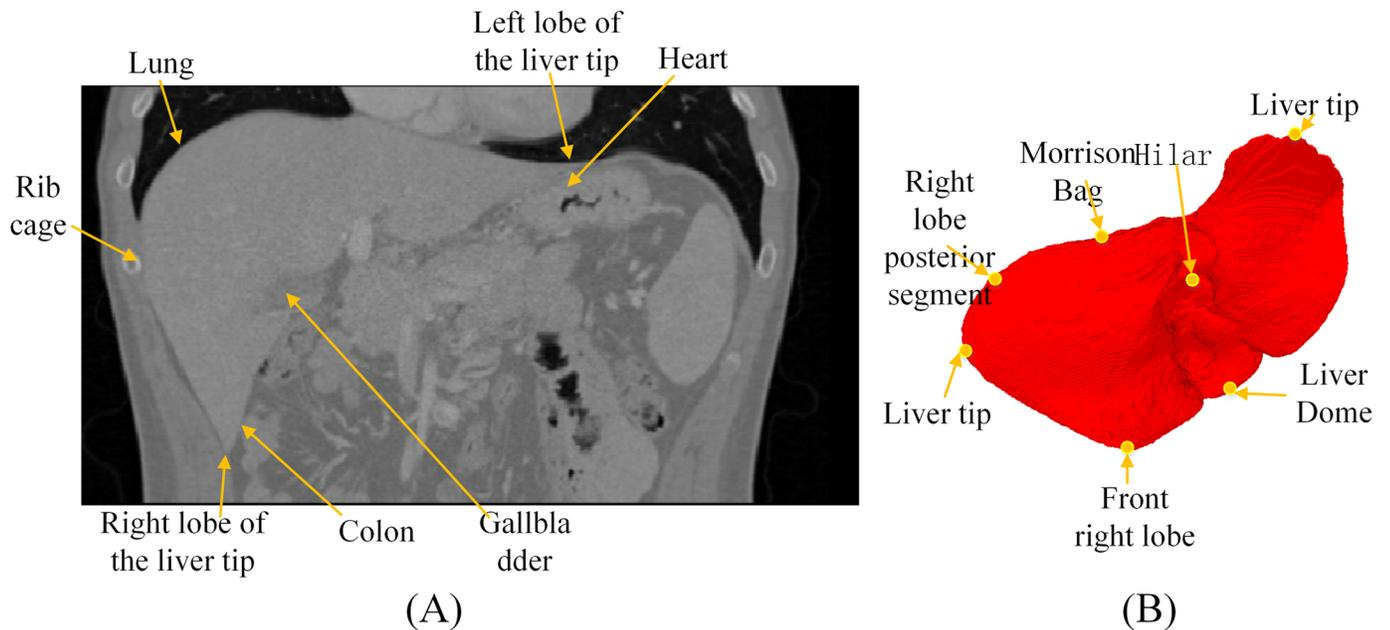 Left lobe of
the liver tip
Heart
Lung
Rib
cage
Right lobe of
the liver tip
Colon
Gallbla
dder
(A)
Liver tip
Morrison
Bag
Hilar
Right
lobe
posterior
segment
Liver tip
Liver
Dome
Front
right lobe
(B)